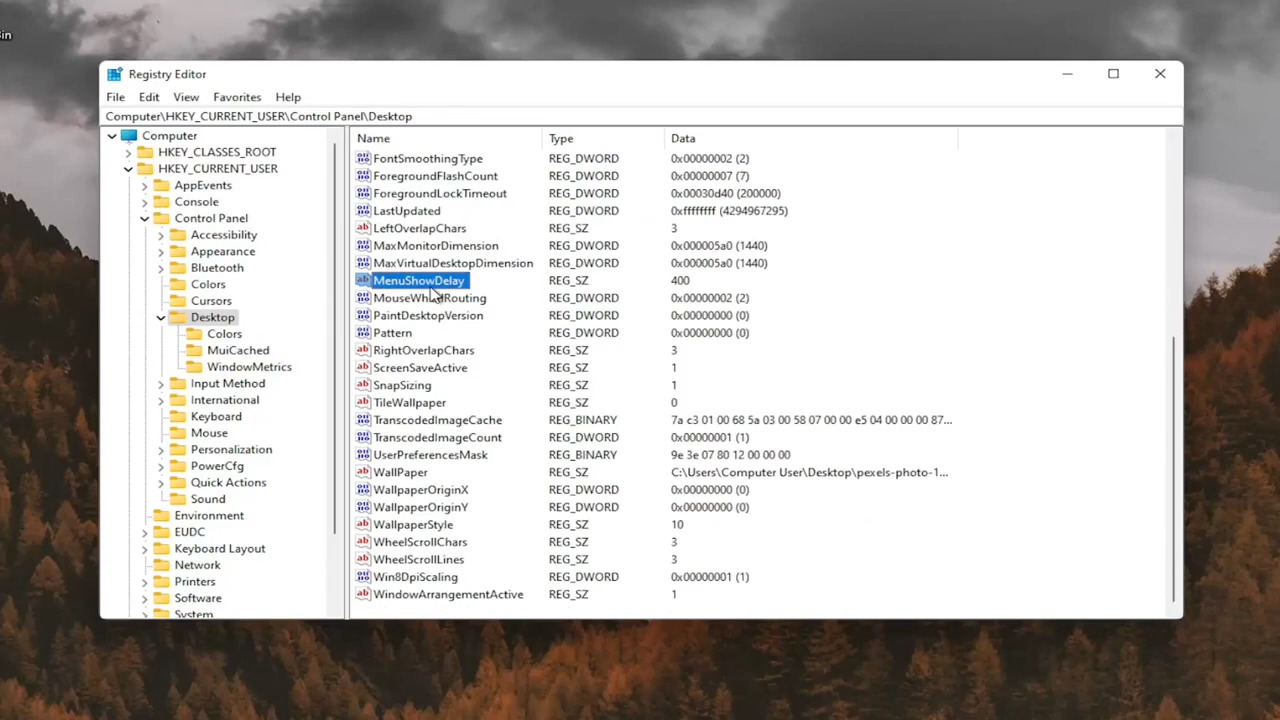 in
Registry Editor
File Edit View Favorites Help
Computer\HKEY_CURRENT_USER\Control Panel\Desktop
Computer
HKEY_CLASSES_ROOT
HKEY_CURRENT_USER
AppEvents
Console
Control Panel
Accessibility
Appearance
Bluetooth
Colors
Cursors
Desktop
Colors
MuiCached
WindowMetrics
Input Method
International
Keyboard
Mouse
Personalization
PowerCfg
Quick Actions
Sound
Environment
EUDC
Keyboard Layout
Network
Printers
Software
System
Name Type Data
FontSmoothingType REG_DWORD 0x00000002 (2)
ForegroundFlashCount REG_DWORD 0x00000007 (7)
ForegroundLockTimeout REG_DWORD 0x00030d40 (200000)
LastUpdated REG_DWORD 0xffffffff (4294967295)
LeftOverlapChars REG_SZ 3
MaxMonitorDimension REG_DWORD 0x000005a0 (1440)
MaxVirtualDesktopDimension REG_DWORD 0x000005a0 (1440)
MenuShowDelay REG_SZ 400
MouseWheelRouting REG_DWORD 0x00000002 (2)
PaintDesktopVersion REG_DWORD 0x00000000 (0)
Pattern REG_DWORD 0x00000000 (0)
RightOverlapChars REG_SZ 3
ScreenSaveActive REG_SZ 1
SnapSizing REG_SZ 1
TileWallpaper REG_SZ 0
TranscodedImageCache REG_BINARY 7a c3 01 00 68 5a 03 00 58 07 00 00 e5 04 00 00 00 87...
TranscodedImageCount REG_DWORD 0x00000001 (1)
UserPreferencesMask REG_BINARY 9e 3e 07 80 12 00 00 00
WallPaper REG_SZ C:\Users\Computer User\Desktop\pexels-photo-1...
WallpaperOriginX REG_DWORD 0x00000000 (0)
WallpaperOriginY REG_DWORD 0x00000000 (0)
WallpaperStyle REG_SZ 10
WheelScrollChars REG_SZ 3
WheelScrollLines REG_SZ 3
Win8DpiScaling REG_DWORD 0x00000001 (1)
WindowArrangementActive REG_SZ 1